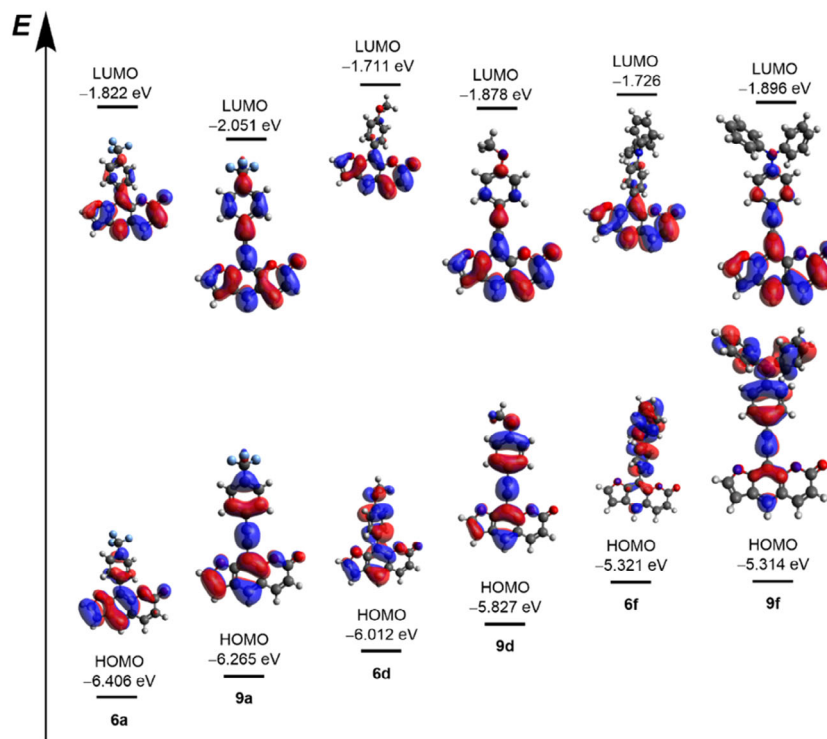 E
LUMO
−1.822 eV
LUMO
−2.051 eV
LUMO
−1.711 eV
LUMO
−1.878 eV
LUMO
−1.726
LUMO
−1.896 eV
HOMO
−6.406 eV
6a
HOMO
−6.265 eV
9a
HOMO
−6.012 eV
6d
HOMO
−5.827 eV
9d
HOMO
−5.321 eV
6f
HOMO
−5.314 eV
9f